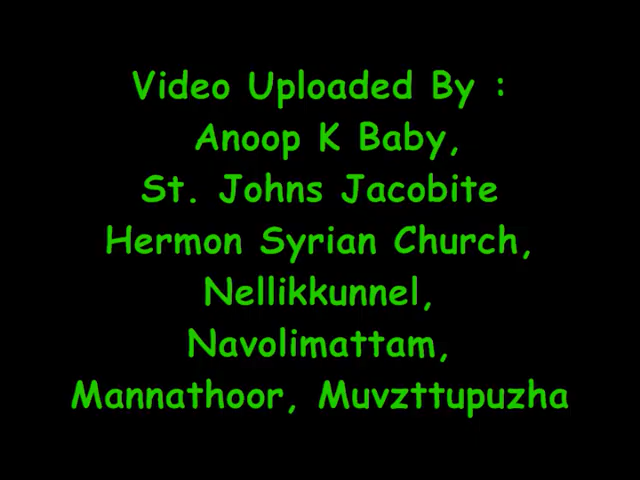 Video Uploaded By :
Anoop K Baby,
St. Johns Jacobite
Hermon Syrian Church,
Nellikkunnel,
Navolimattam,
Mannathoor, Muvzttupuzha